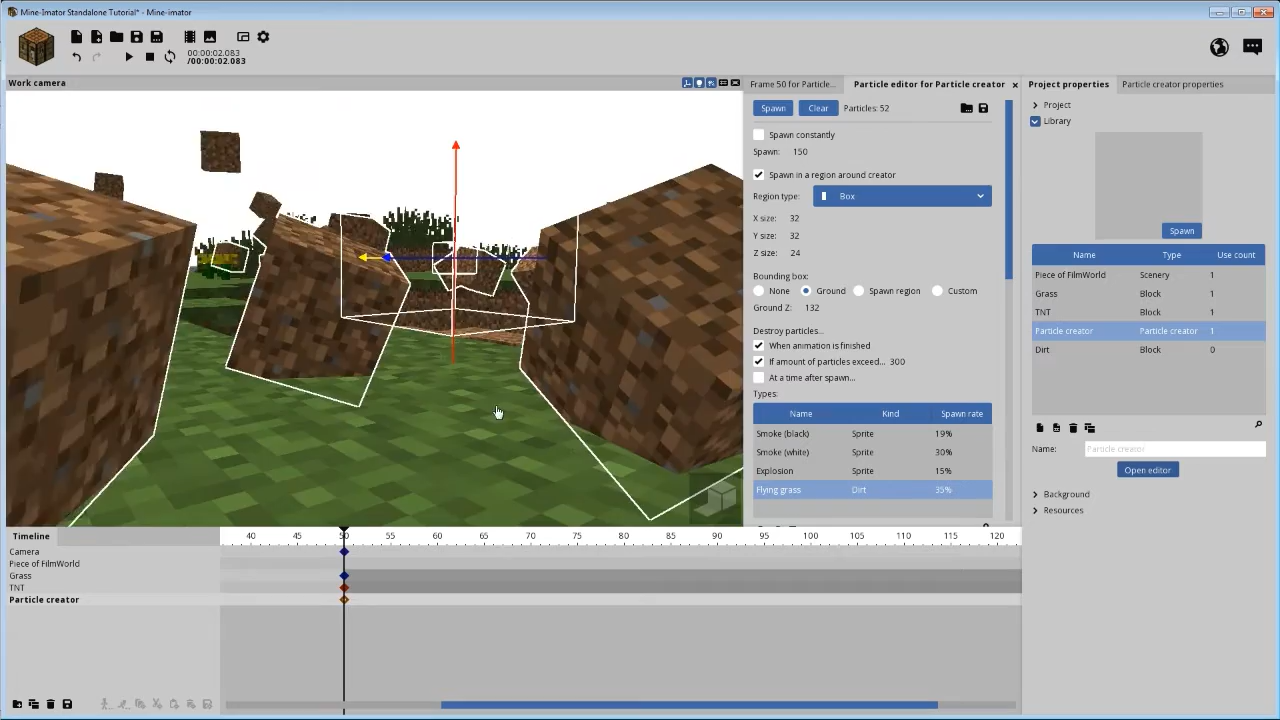 Mine-Imator Standalone Tutorial* - Mine-imator
00:00:02.083
/00:00:02.083
Work camera
Frame 50 for Particle...
Particle editor for Particle creator
Spawn
Clear
Particles: 52
Spawn constantly
Spawn: 150
Spawn in a region around creator
Region type:
Box
X size: 32
Y size: 32
Z size: 24
Bounding box:
None
Ground
Spawn region
Custom
Ground Z: 132
Destroy particles...
When animation is finished
If amount of particles exceed... 300
At a time after spawn...
Types:
Name Kind Spawn rate
Smoke (black) Sprite 19%
Smoke (white) Sprite 30%
Explosion Sprite 15%
Flying grass Dirt 35%
Project properties
Particle creator properties
Project
Library
Spawn
Name Type Use count
Piece of FilmWorld Scenery 1
Grass Block 1
TNT Block 1
Particle creator Particle creator 1
Dirt Block 0
Name: Particle creator
Open editor
Background
Resources
Timeline
40 45 50 55 60 65 70 75 80 85 90 95 100 105 110 115 120
Camera
Piece of FilmWorld
Grass
TNT
Particle creator